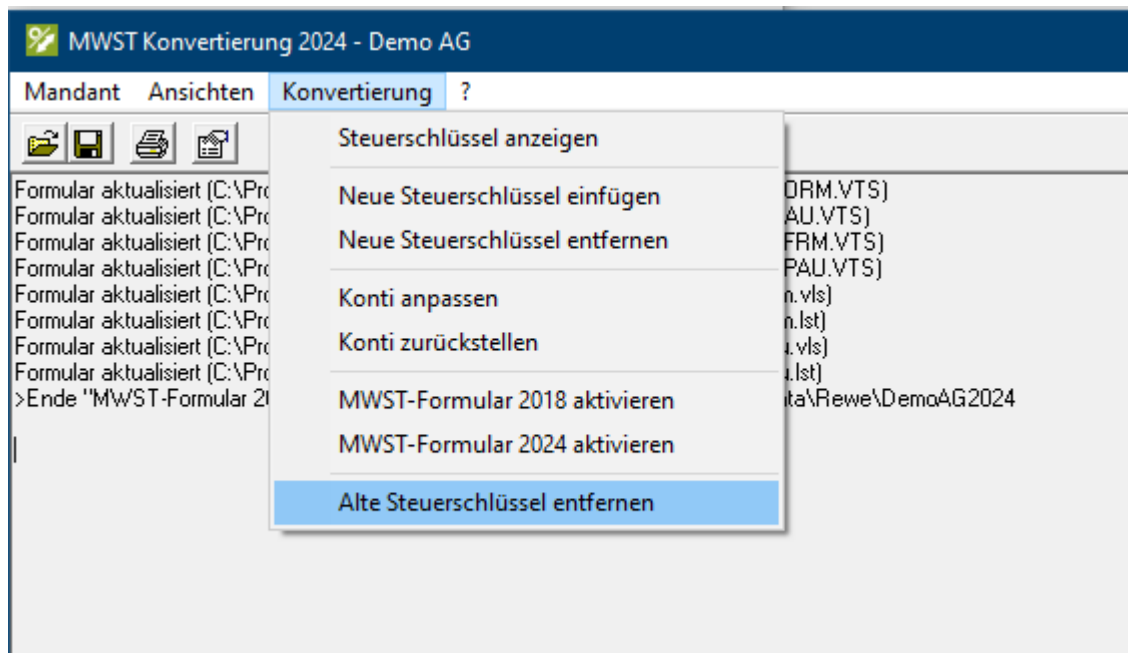 MWST Konvertierung 2024 - Demo AG
Mandant Ansichten Konvertierung ?
Steuerschlüssel anzeigen
Neue Steuerschlüssel einfügen
Neue Steuerschlüssel entfernen
Konti anpassen
Konti zurückstellen
MWST-Formular 2018 aktivieren
MWST-Formular 2024 aktivieren
Alte Steuerschlüssel entfernen
Formular aktualisiert (C:\Pro ORM.VTS)
Formular aktualisiert (C:\Pro AU.VTS)
Formular aktualisiert (C:\Pro FRM.VTS)
Formular aktualisiert (C:\Pro PAU.VTS)
Formular aktualisiert (C:\Pro .vls)
Formular aktualisiert (C:\Pro .lst)
Formular aktualisiert (C:\Pro .vls)
Formular aktualisiert (C:\Pro .lst)
>Ende "MWST-Formular 20 ta\Rewe\DemoAG2024